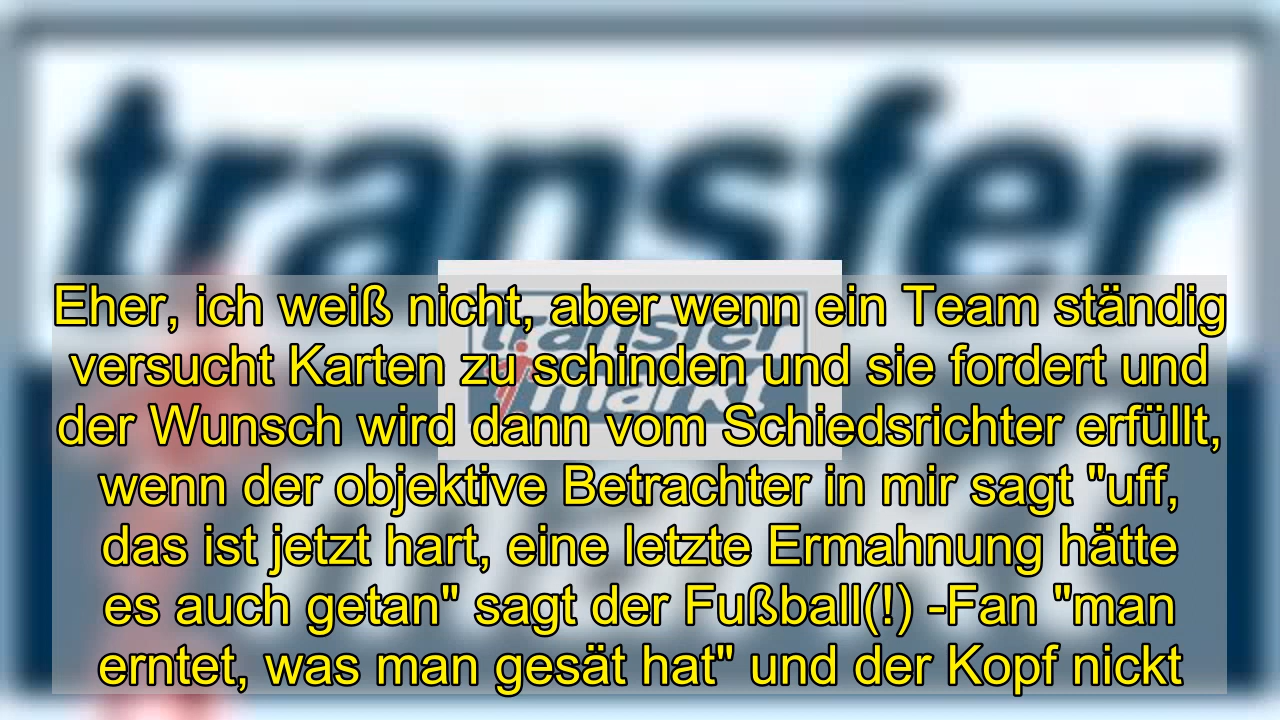 transfer
Eher, ich weiß nicht, aber wenn ein Team ständig
versucht Karten zu schinden und sie fordert und
der Wunsch wird dann vom Schiedsrichter erfüllt,
wenn der objektive Betrachter in mir sagt "uff,
das ist jetzt hart, eine letzte Ermahnung hätte
es auch getan" sagt der Fußball(!) -Fan "man
erntet, was man gesät hat" und der Kopf nickt
transfer
markt